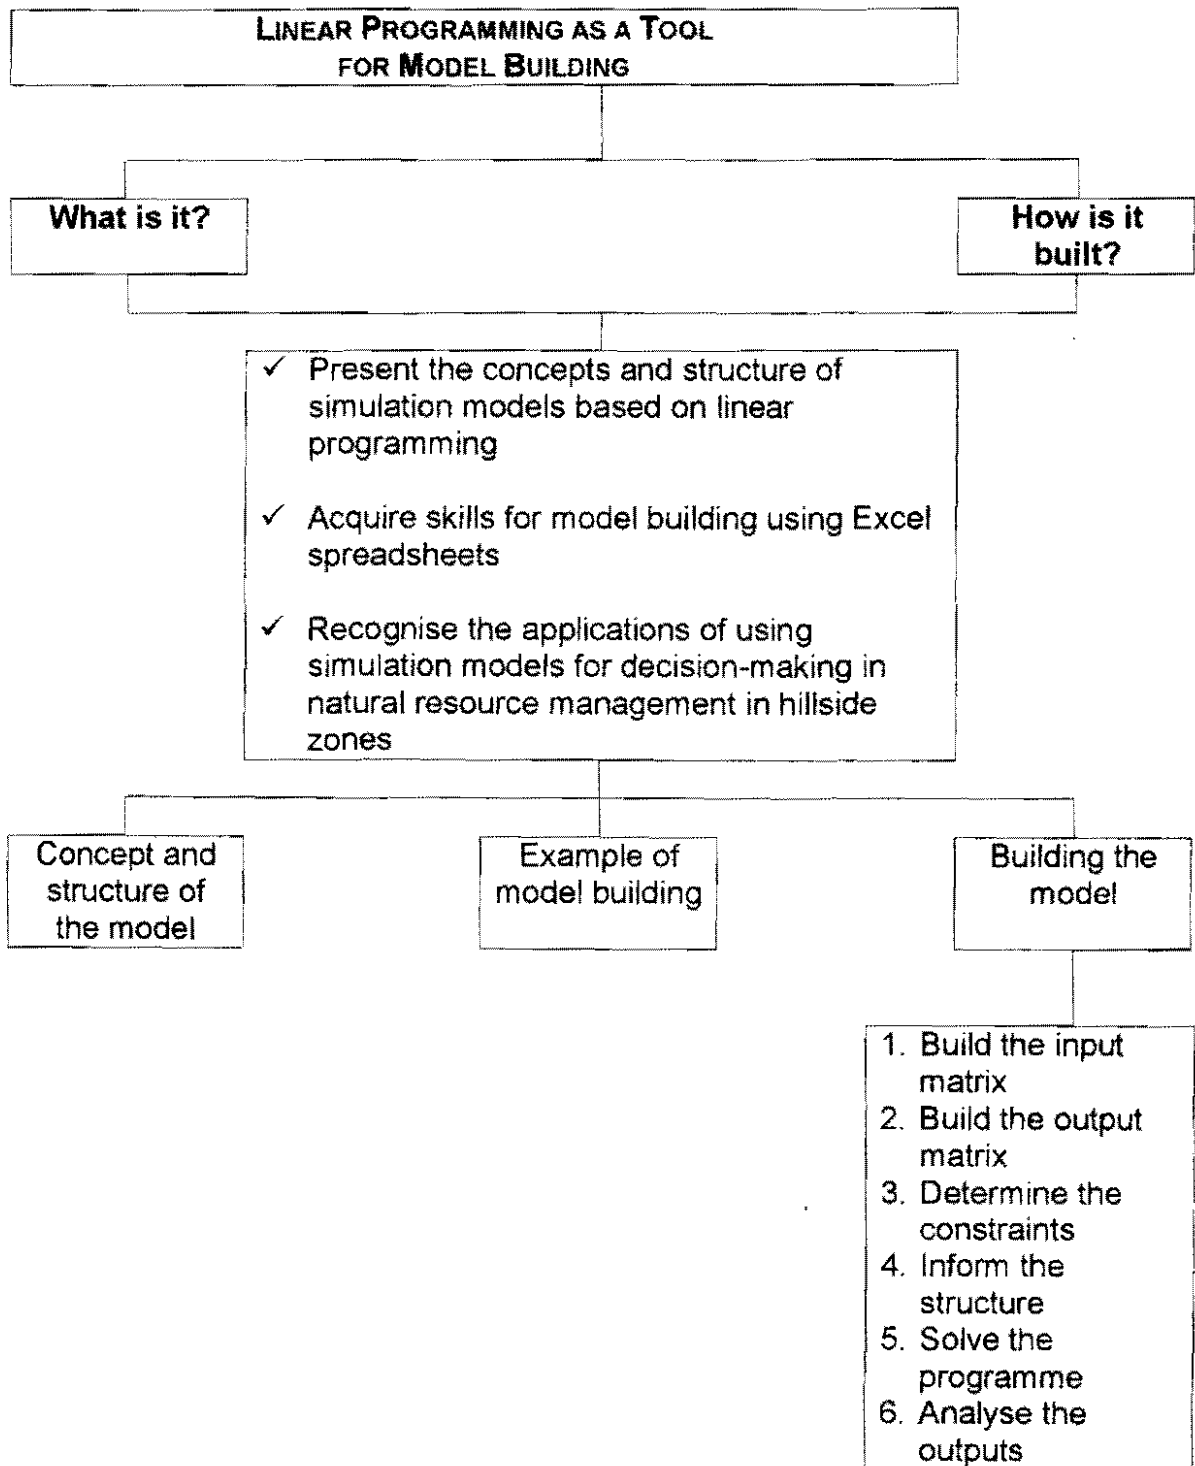 LINEAR PROGRAMMING AS A TOOL
FOR MODEL BUILDING
What is it?
How is it
built?
✓ Present the concepts and structure of
simulation models based on linear
programming
✓ Acquire skills for model building using Excel
spreadsheets
✓ Recognise the applications of using
simulation models for decision-making in
natural resource management in hillside
zones
Concept and
structure of
the model
Example of
model building
Building the
model
1. Build the input
matrix
2. Build the output
matrix
3. Determine the
constraints
4. Inform the
structure
5. Solve the
programme
6. Analyse the
outputs